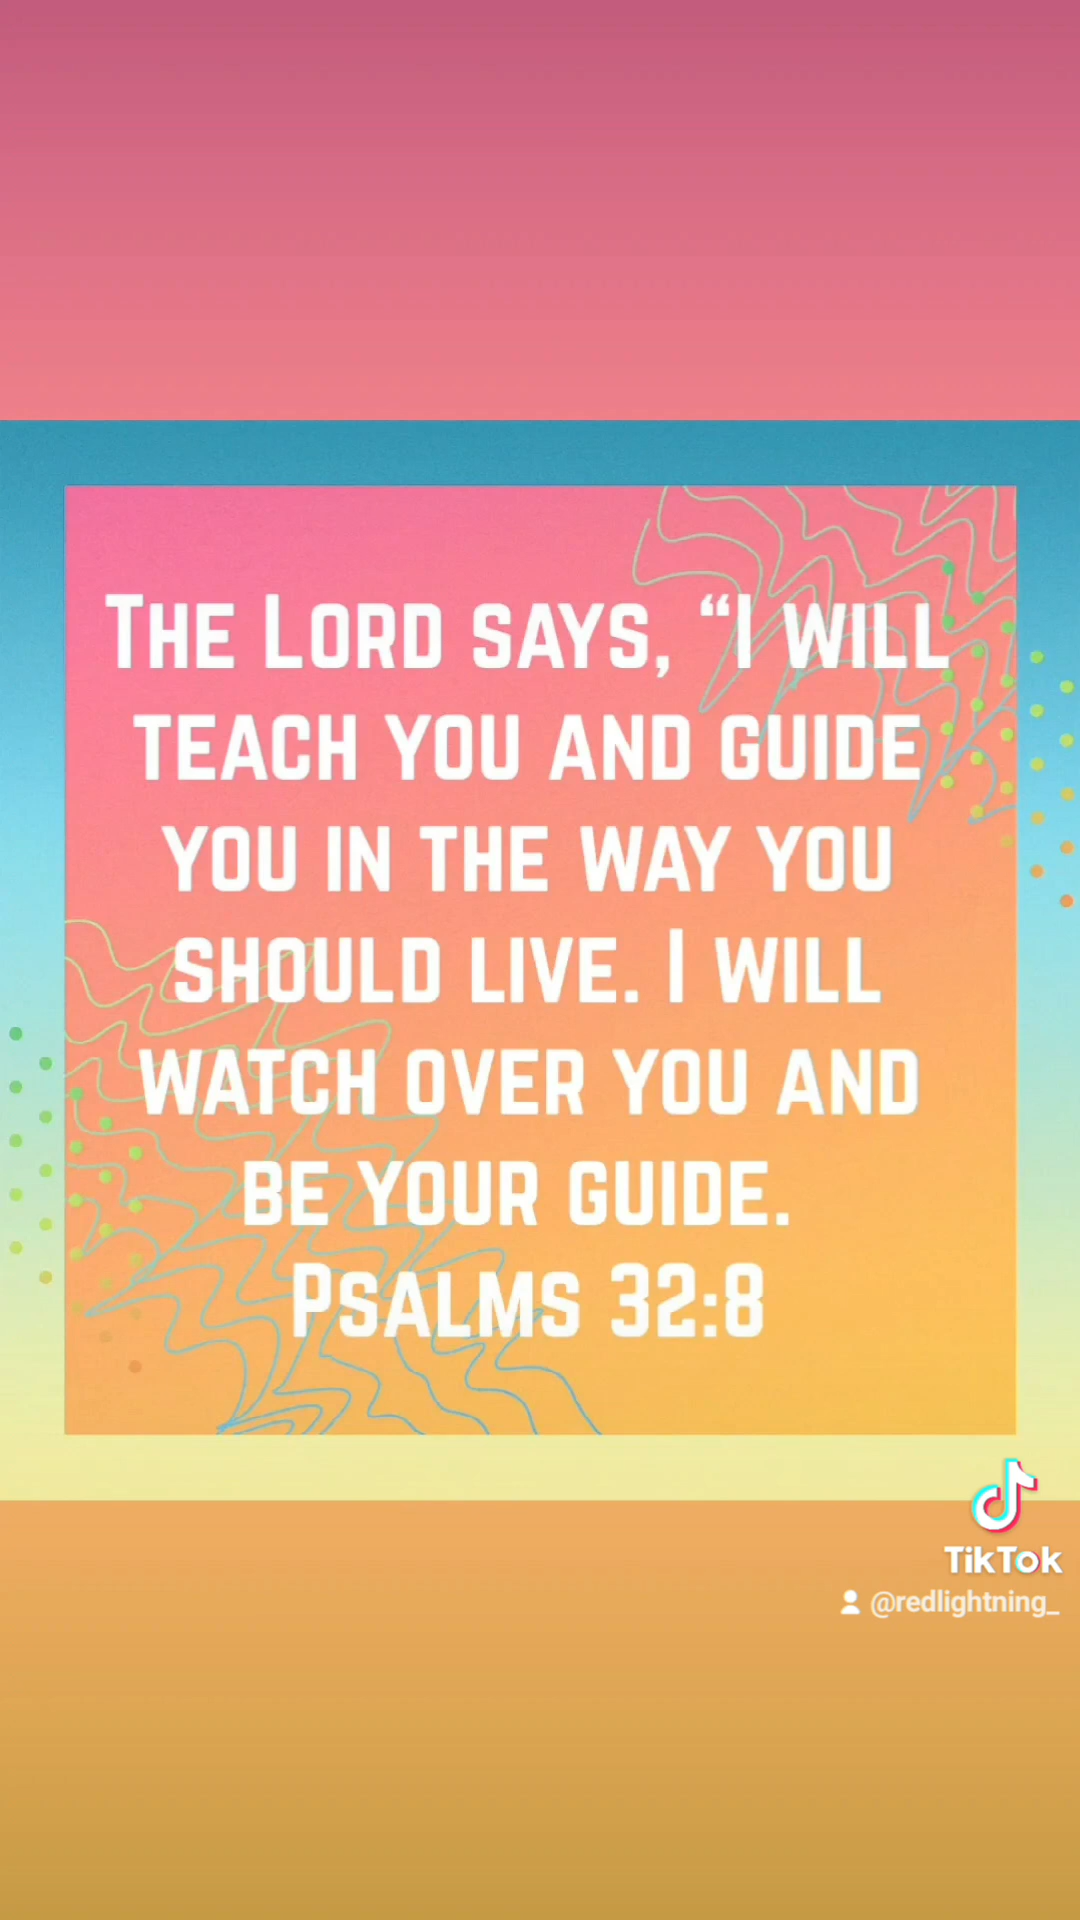 The Lord says, “I will
teach you and guide
you in the way you
should live. I will
watch over you and
be your guide.
Psalms 32:8
TikTok
@redlightning_